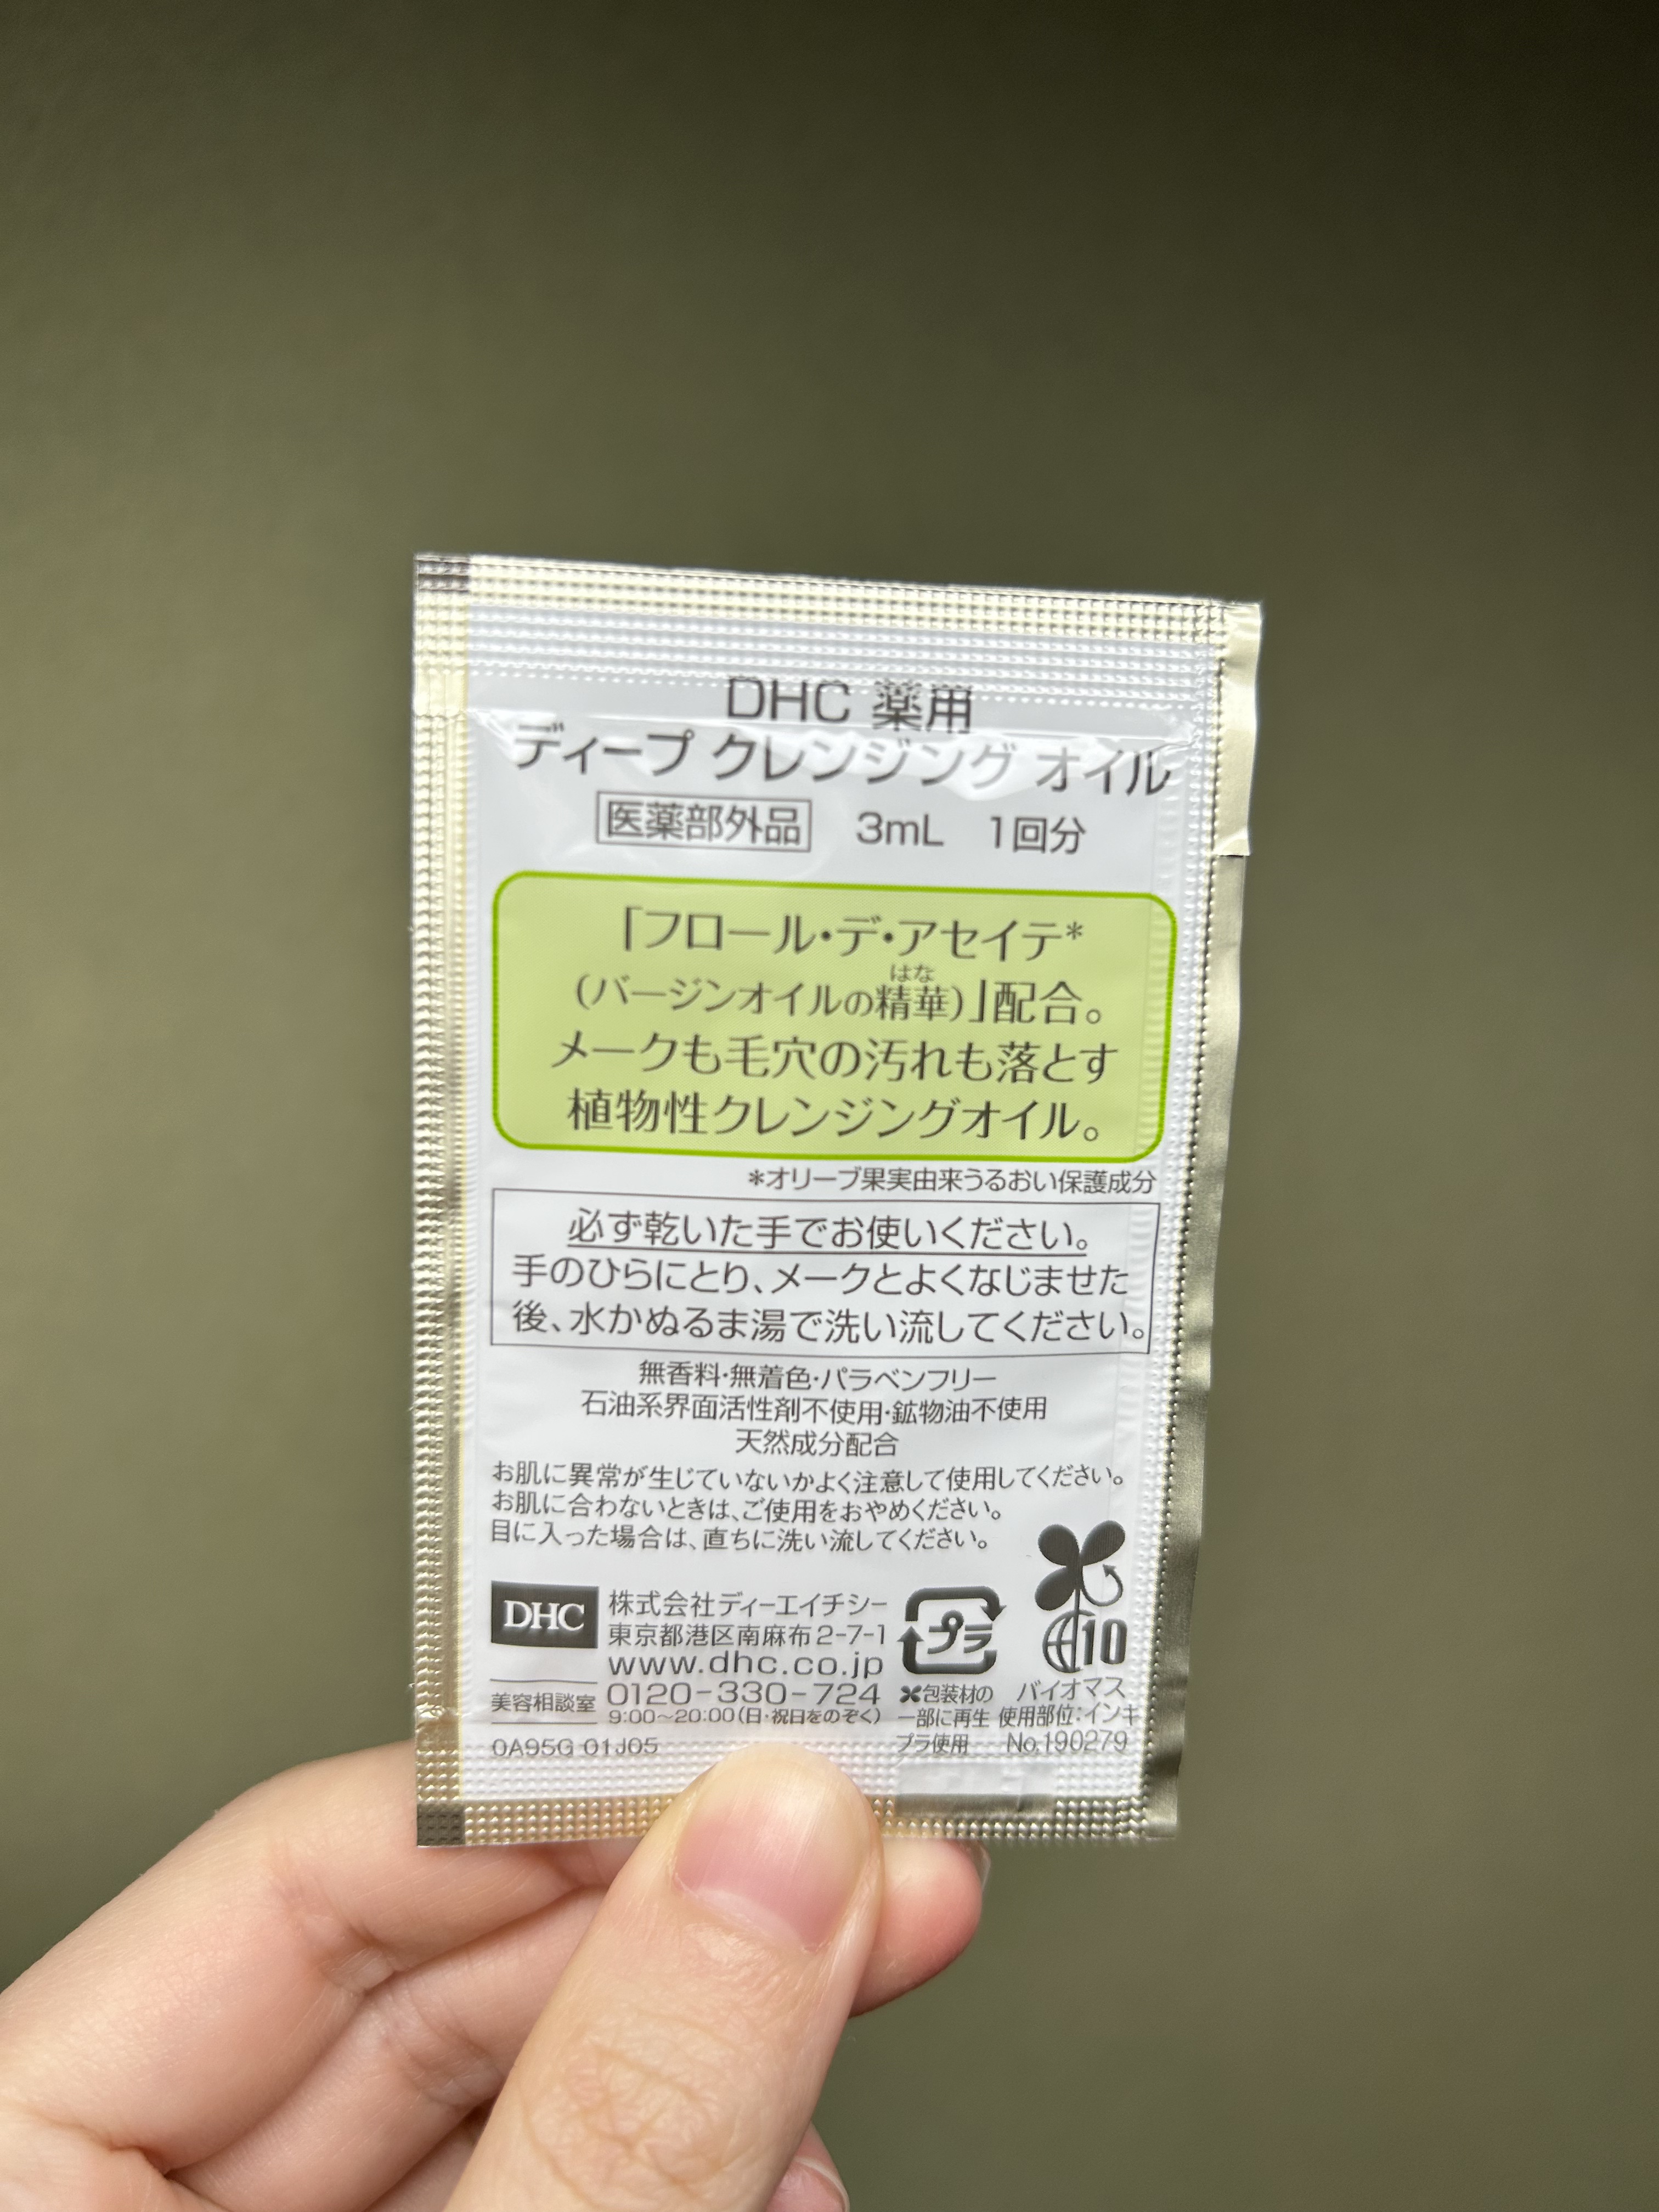 DHC 薬用
ディープ クレンジング オイル
医薬部外品 3mL 1回分
「フロール・デ・アセイテ*
はな
(バージンオイルの精華)」配合。
メークも毛穴の汚れも落とす
植物性クレンジングオイル。
*オリーブ果実由来うるおい保護成分
必ず乾いた手でお使いください。
手のひらにとり、メークとよくなじませた
後、水かぬるま湯で洗い流してください。
無香料・無着色・パラベンフリー
石油系界面活性剤不使用・鉱物油不使用
天然成分配合
お肌に異常が生じていないかよく注意して使用してください。
お肌に合わないときは、ご使用をおやめください。
目に入った場合は、直ちに洗い流してください。
DHC
株式会社ディーエイチシー
東京都港区南麻布2-7-1
www.dhc.co.jp
美容相談室 0120-330-724
9:00〜20:00(日・祝日をのぞく)
0A95G 01J05
プラ
※包装材の
一部に再生
プラ使用
10
バイオマス
使用部位:インキ
No.190279